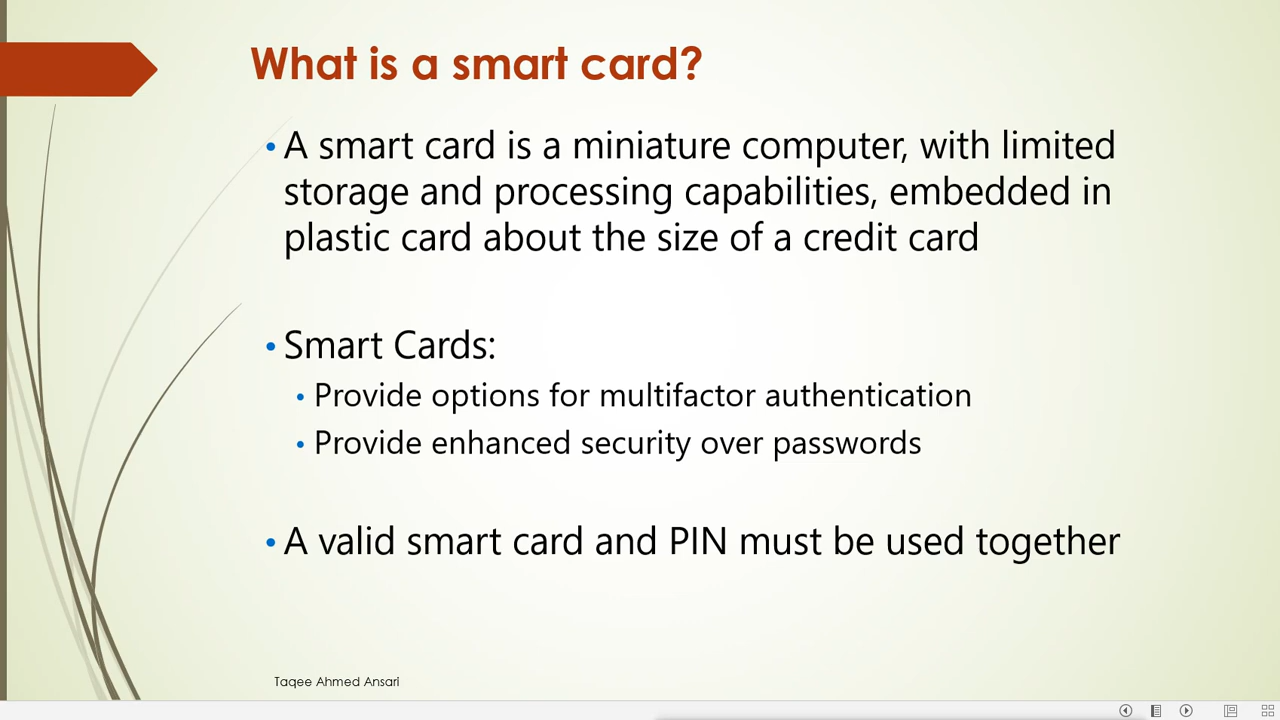 What is a smart card?
• A smart card is a miniature computer, with limited
storage and processing capabilities, embedded in
plastic card about the size of a credit card
• Smart Cards:
• Provide options for multifactor authentication
• Provide enhanced security over passwords
• A valid smart card and PIN must be used together
Taqee Ahmed Ansari